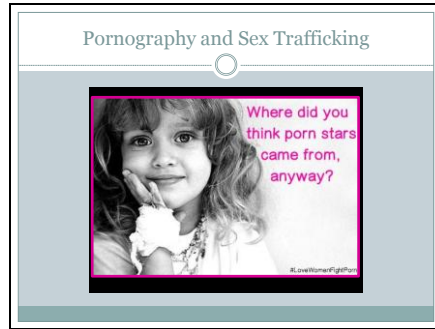 Pornography and Sex Trafficking
Where did you
think porn stars
came from,
anyway?
#LoveWomenFightPorn